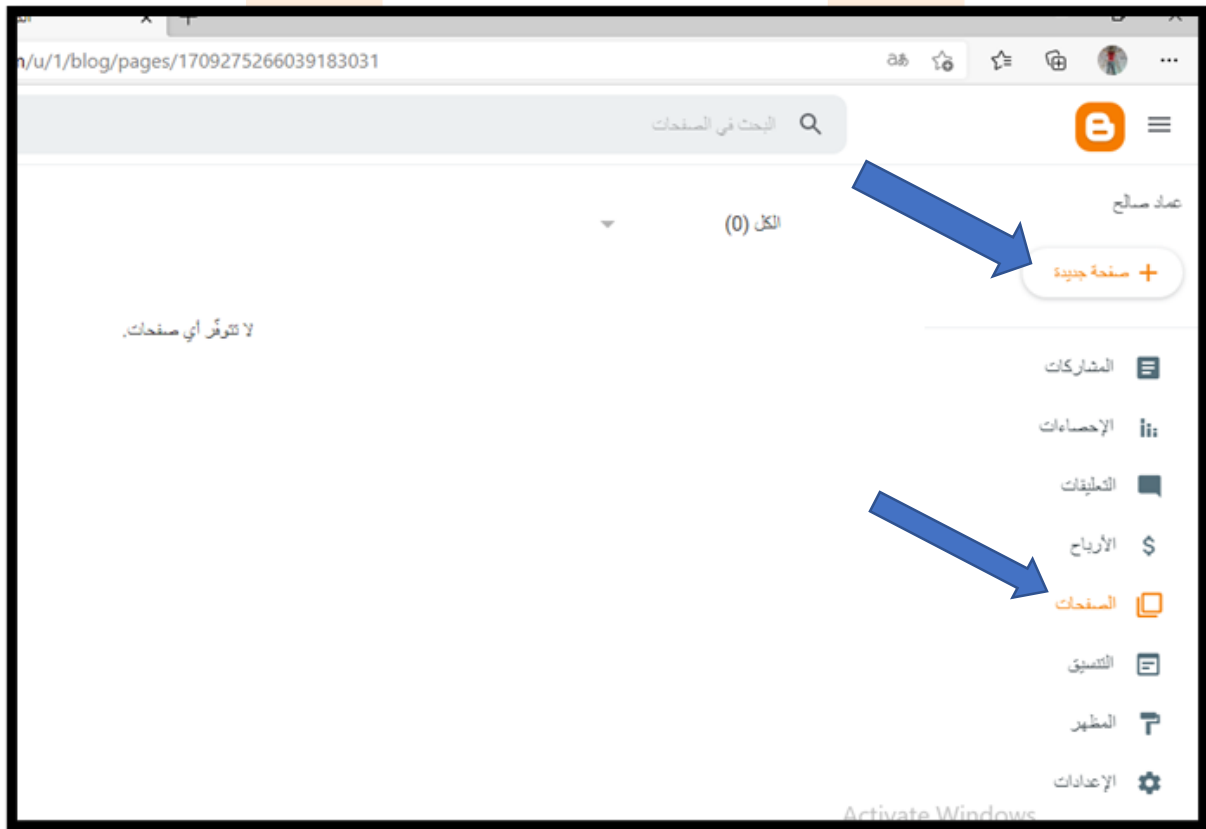 n/u/1/blog/pages/1709275266039183031
البحث في الصفحات
عماد صالح
الكل (0)
+ صفحة جديدة
لا تتوفّر أي صفحات.
المشاركات
الإحصاءات
التعليقات
الأرباح
الصفحات
التنسيق
المظهر
الإعدادات
Activate Windows